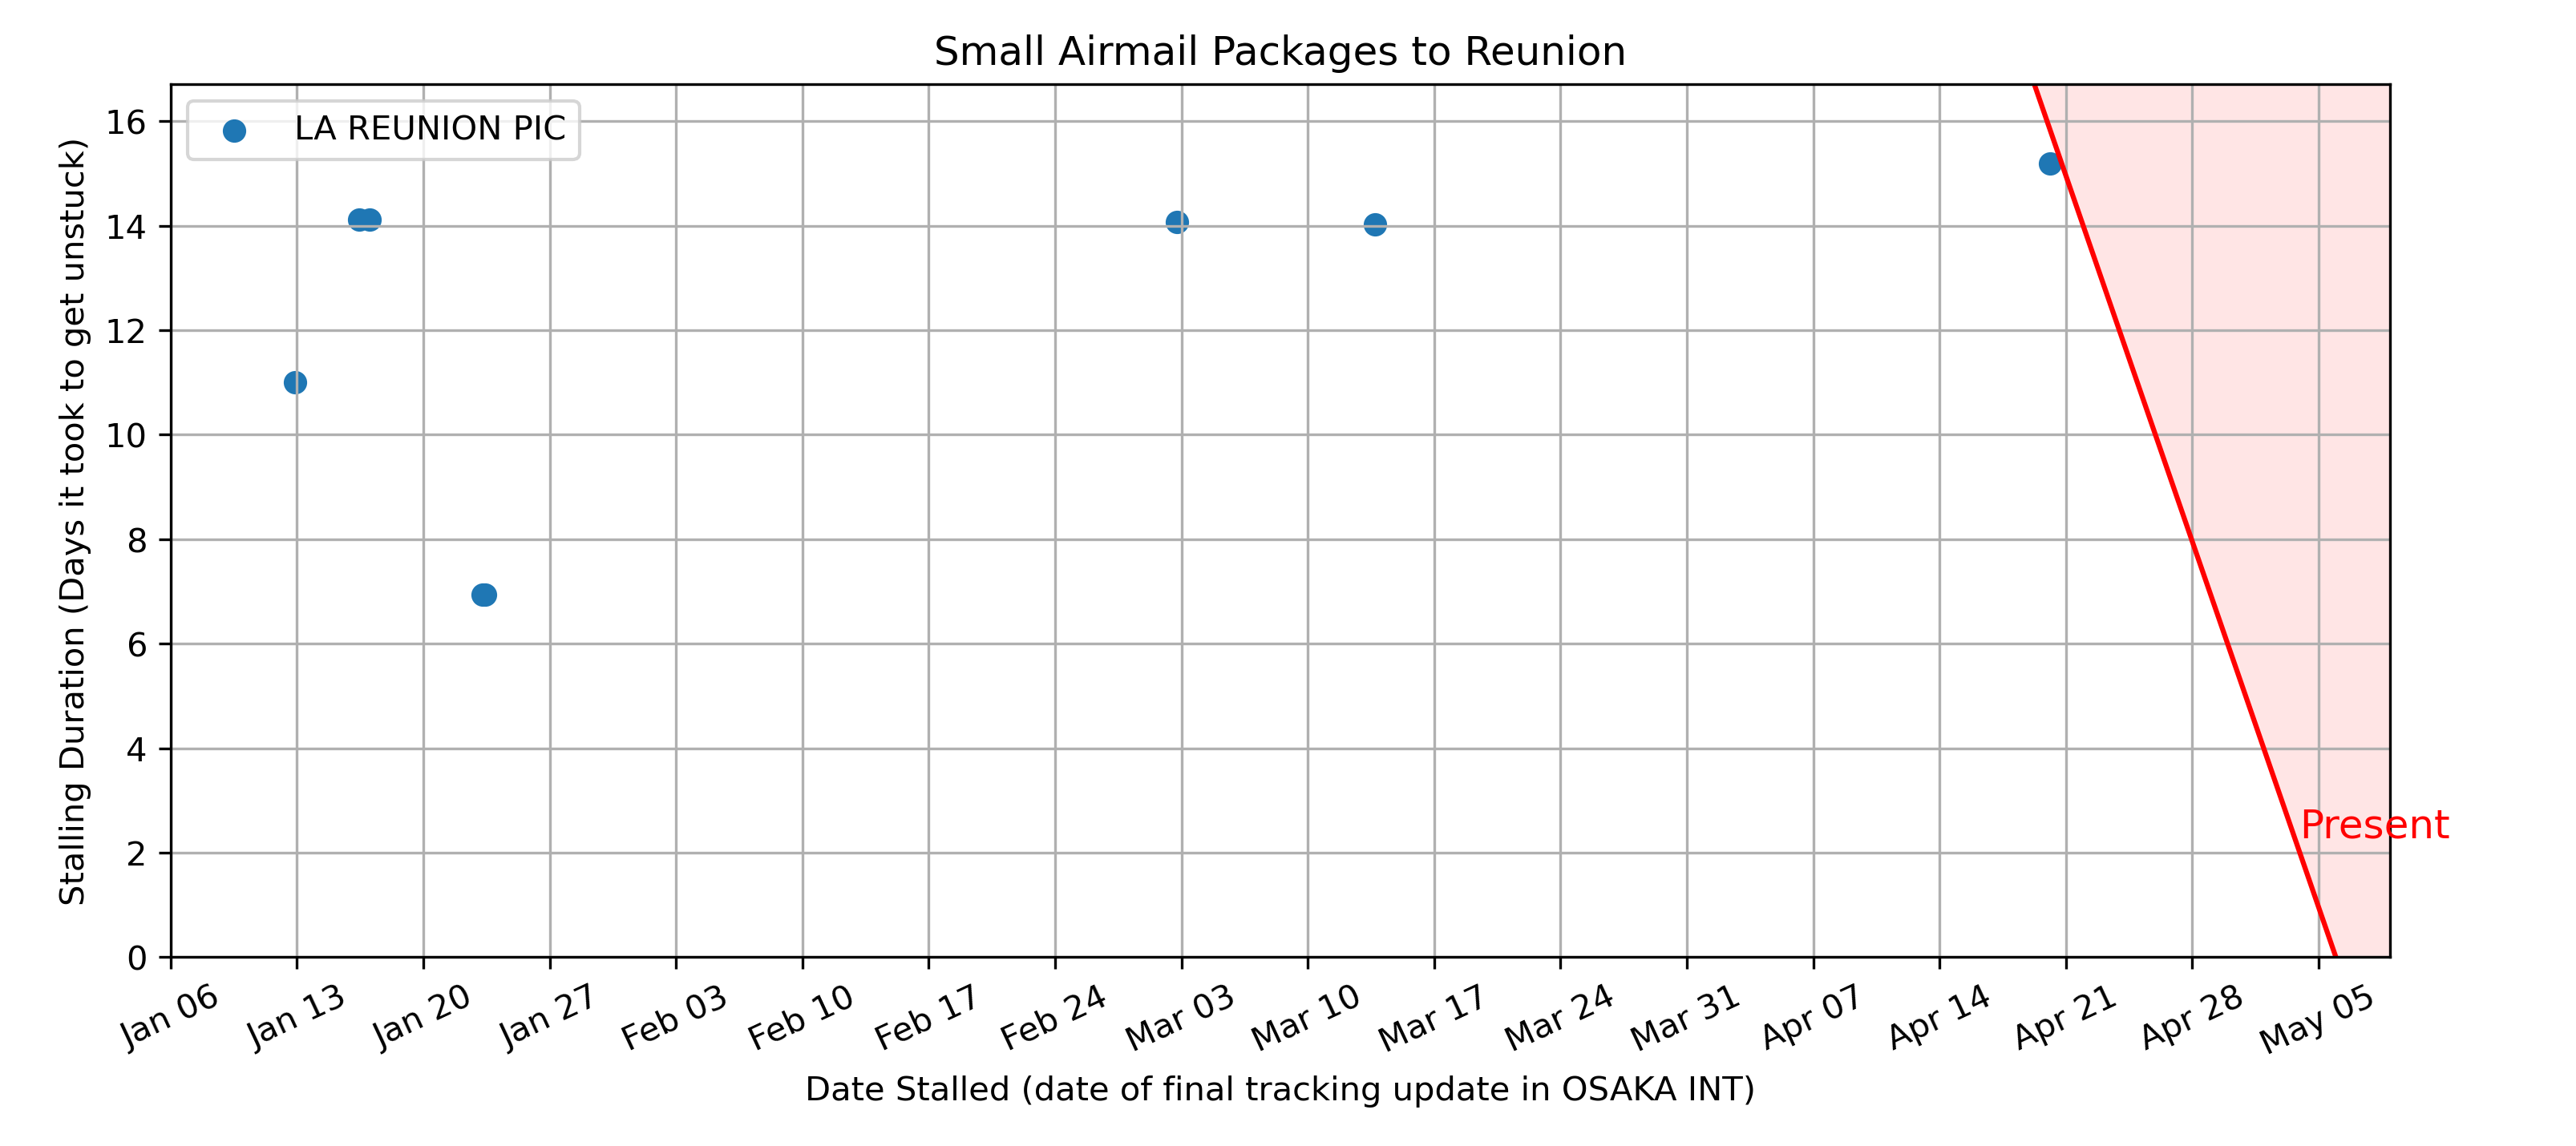 Small Airmail Packages to Reunion
LA REUNION PIC
Stalling Duration (Days it took to get unstuck)
16
14
12
10
8
6
4
2
0
Present
Jan 06
Jan 13
Jan 20
Jan 27
Feb 03
Feb 10
Feb 17
Feb 24
Mar 03
Mar 10
Mar 17
Mar 24
Mar 31
Apr 07
Apr 14
Apr 21
Apr 28
May 05
Date Stalled (date of final tracking update in OSAKA INT)